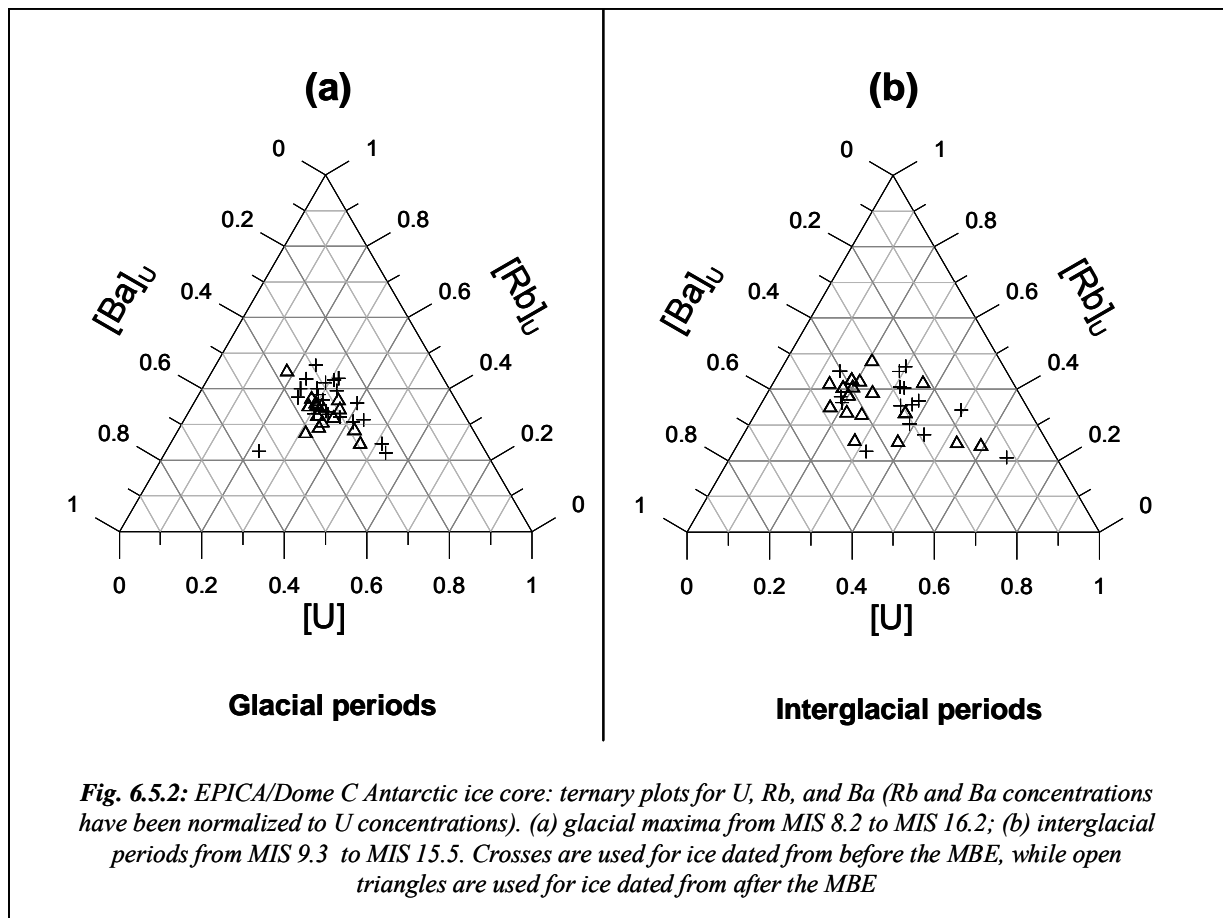 (a)
0 1
0.2 0.8
[Ba]U [Rb]U
0.4 0.6
0.6 0.4
0.8 0.2
1 0
0 0.2 0.4 0.6 0.8 1
[U]
Glacial periods
(b)
0 1
0.2 0.8
[Ba]U [Rb]U
0.4 0.6
0.6 0.4
0.8 0.2
1 0
0 0.2 0.4 0.6 0.8 1
[U]
Interglacial periods
Fig. 6.5.2: EPICA/Dome C Antarctic ice core: ternary plots for U, Rb, and Ba (Rb and Ba concentrations
have been normalized to U concentrations). (a) glacial maxima from MIS 8.2 to MIS 16.2; (b) interglacial
periods from MIS 9.3 to MIS 15.5. Crosses are used for ice dated from before the MBE, while open
triangles are used for ice dated from after the MBE